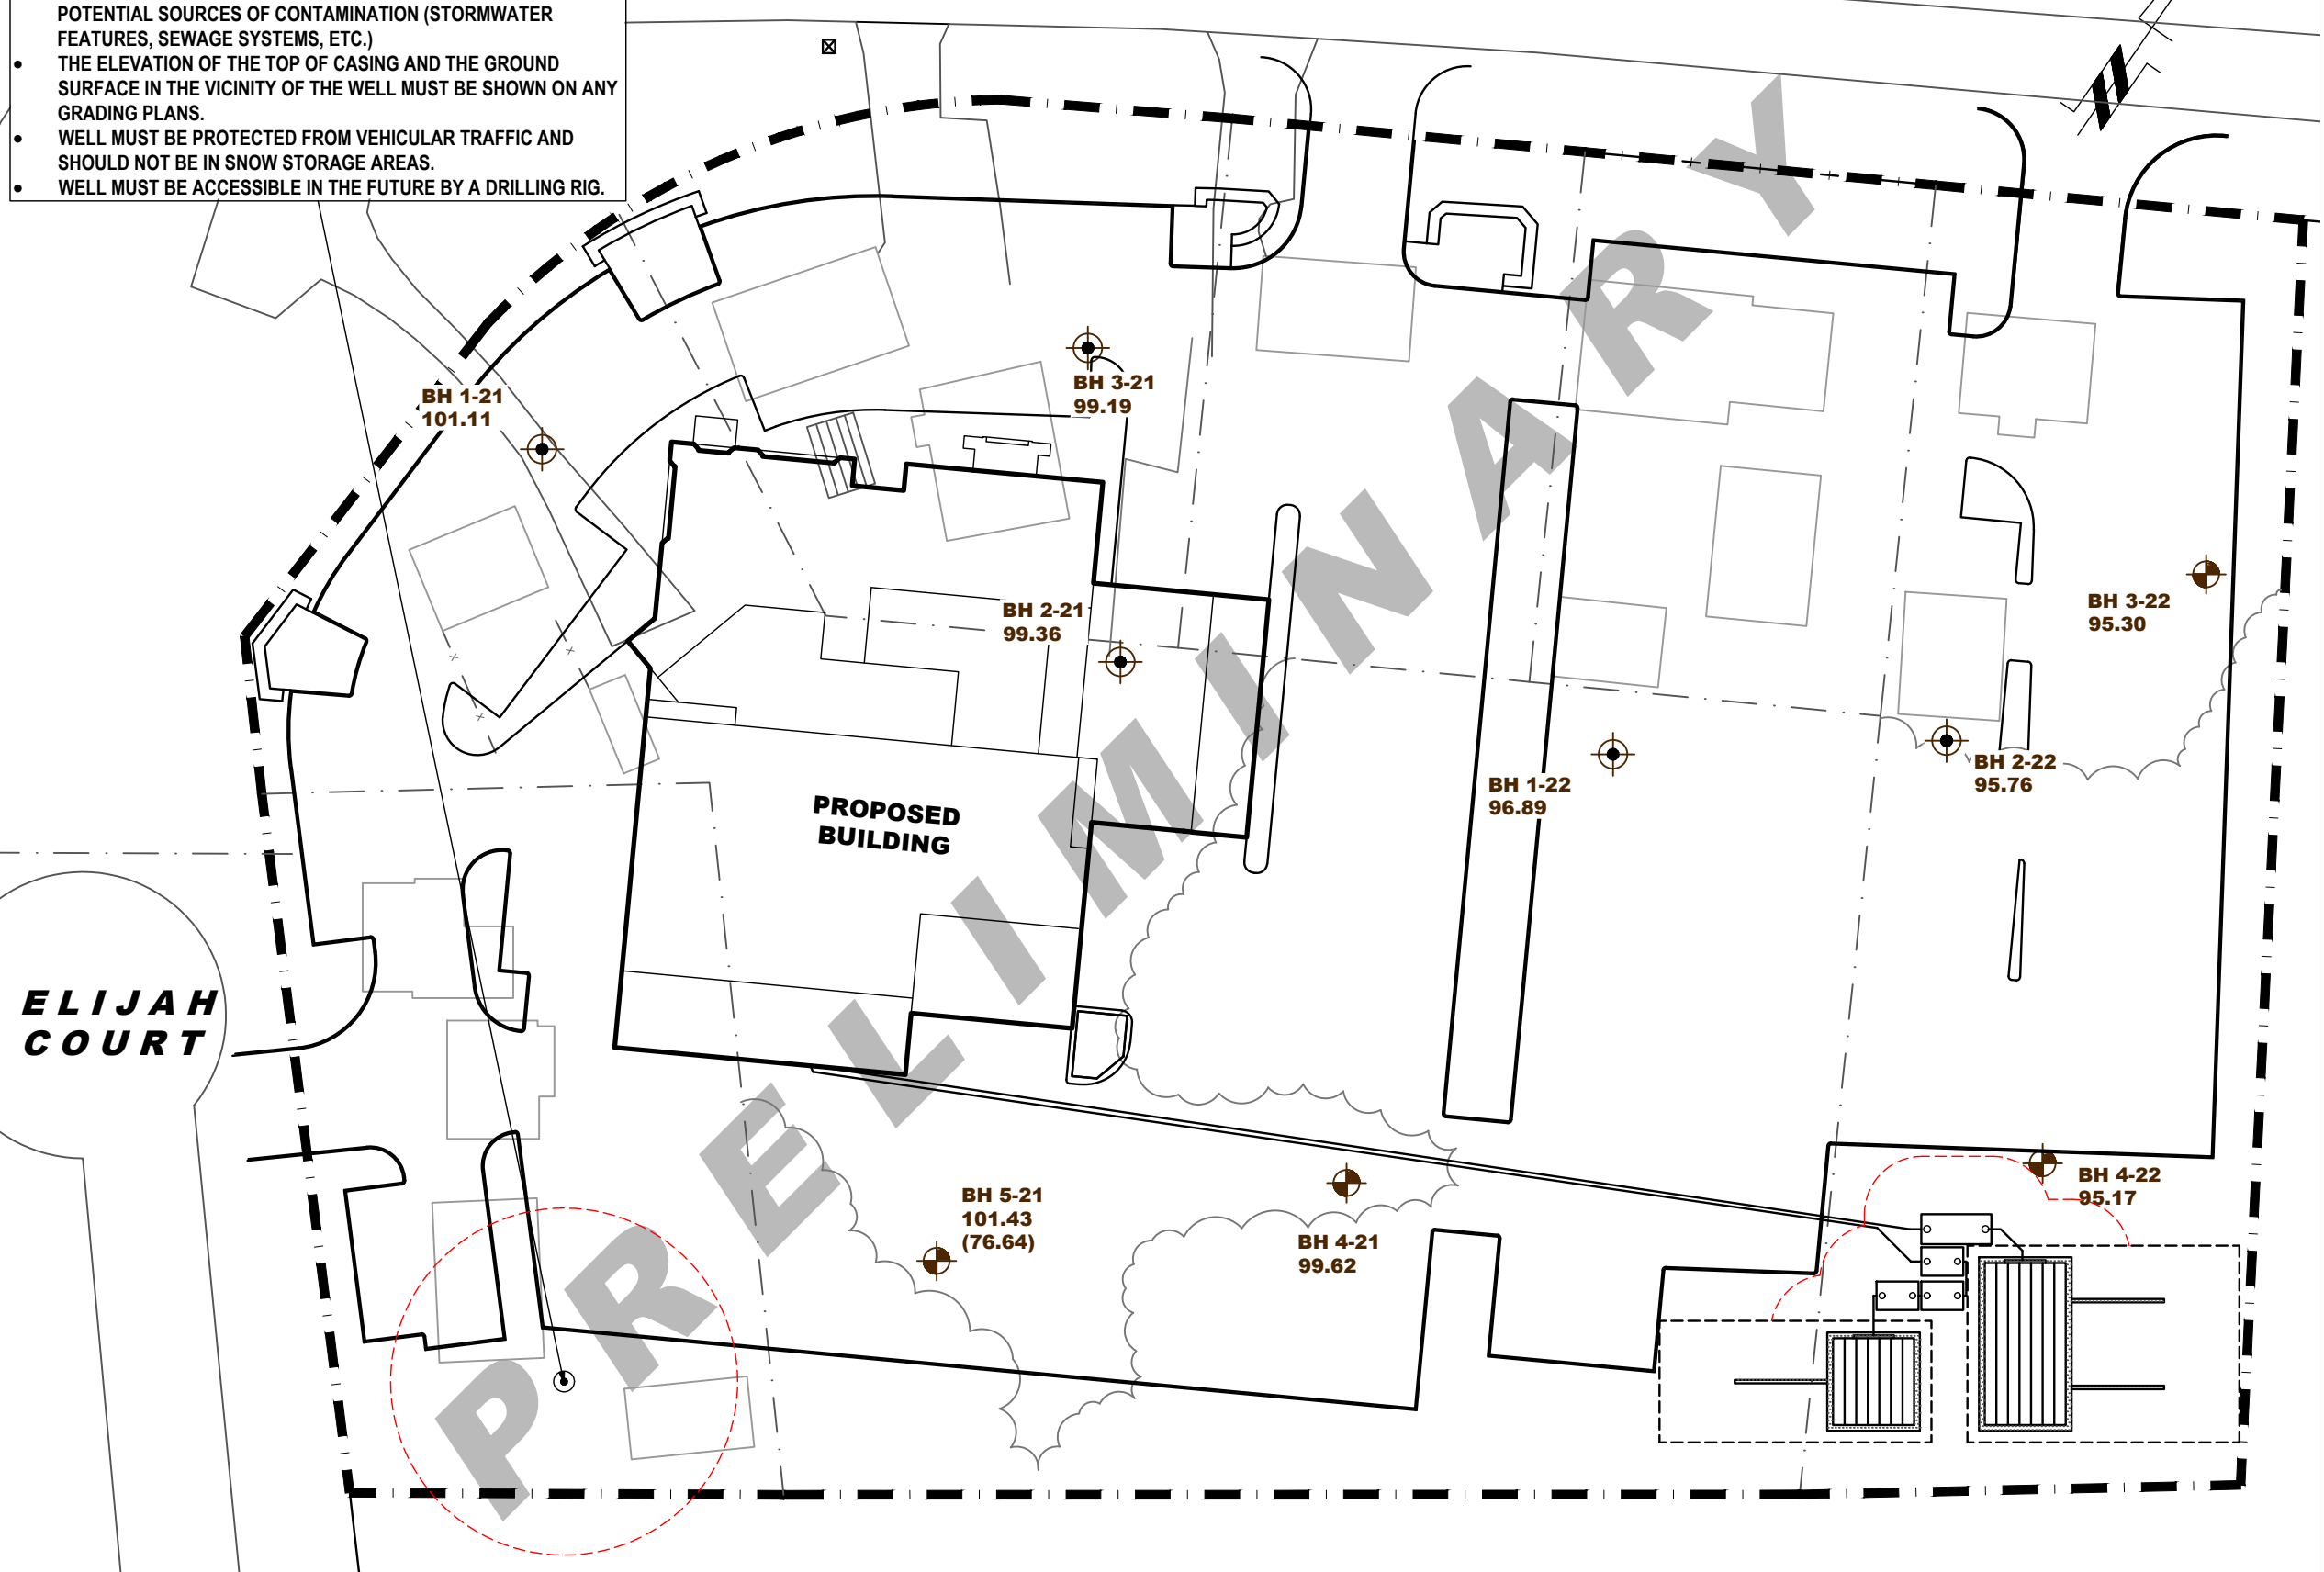 POTENTIAL SOURCES OF CONTAMINATION (STORMWATER
FEATURES, SEWAGE SYSTEMS, ETC.)
• THE ELEVATION OF THE TOP OF CASING AND THE GROUND
SURFACE IN THE VICINITY OF THE WELL MUST BE SHOWN ON ANY
GRADING PLANS.
• WELL MUST BE PROTECTED FROM VEHICULAR TRAFFIC AND
SHOULD NOT BE IN SNOW STORAGE AREAS.
• WELL MUST BE ACCESSIBLE IN THE FUTURE BY A DRILLING RIG.
BH 1-21
101.11
BH 3-21
99.19
BH 2-21
99.36
BH 3-22
95.30
BH 1-22
96.89
BH 2-22
95.76
PROPOSED
BUILDING
ELIJAH
COURT
BH 5-21
101.43
(76.64)
BH 4-21
99.62
BH 4-22
95.17
PRELIMINARY